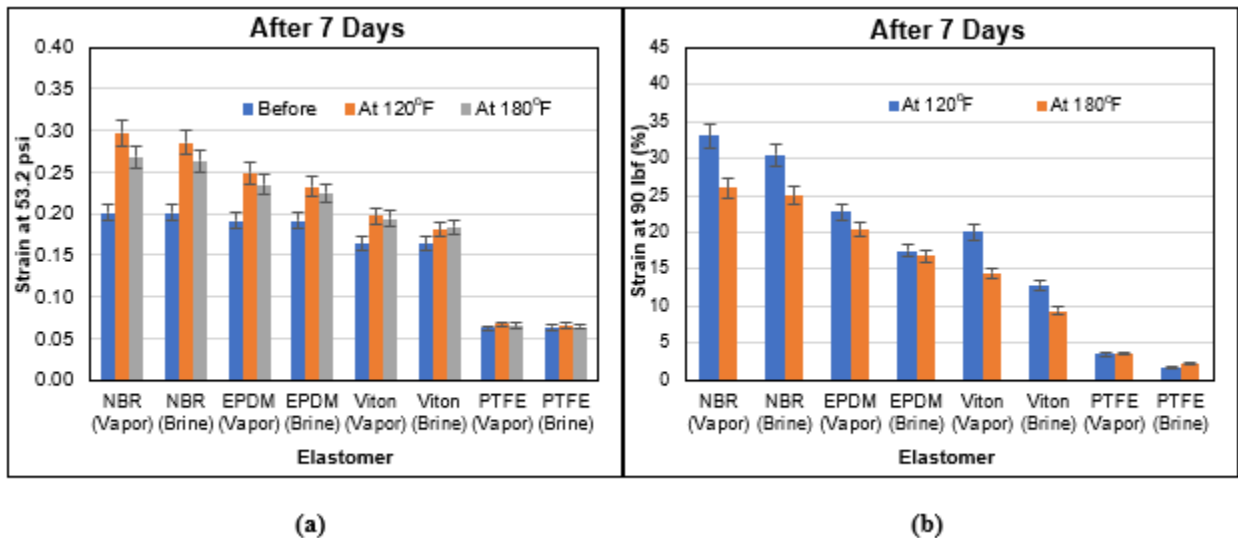 After 7 Days
0.40
0.35
0.30
0.25
0.20
0.15
0.10
0.05
0.00
Strain at 53.2 psi
Before At 120⁰F At 180⁰F
NBR NBR EPDM EPDM Viton Viton PTFE PTFE
(Vapor) (Brine) (Vapor) (Brine) (Vapor) (Brine) (Vapor) (Brine)
Elastomer
(a)
After 7 Days
45
40
35
30
25
20
15
10
5
0
Strain at 90 lbf (%)
At 120⁰F At 180⁰F
NBR NBR EPDM EPDM Viton Viton PTFE PTFE
(Vapor) (Brine) (Vapor) (Brine) (Vapor) (Brine) (Vapor) (Brine)
Elastomer
(b)